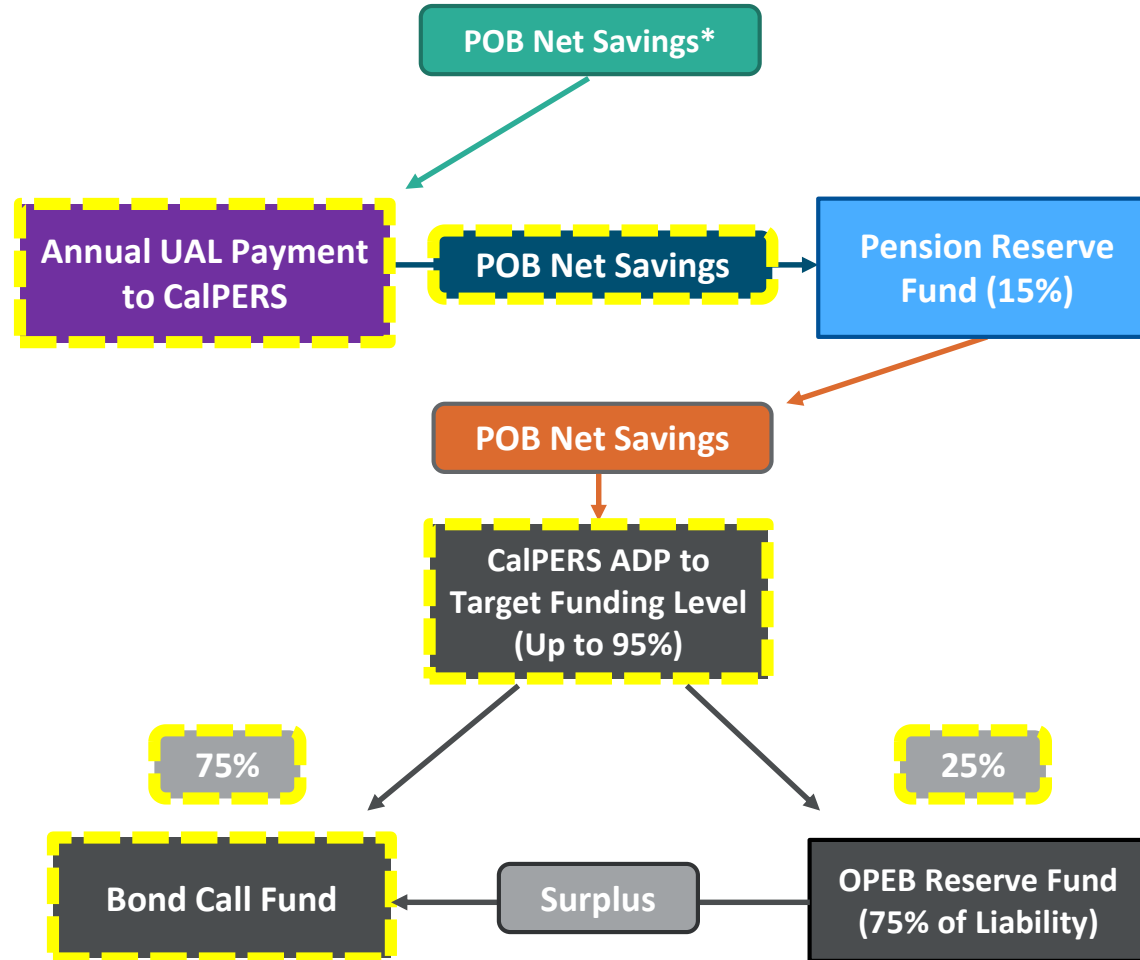 POB Net Savings*
Annual UAL Payment
to CalPERS
POB Net Savings
Pension Reserve
Fund (15%)
POB Net Savings
CalPERS ADP to
Target Funding Level
(Up to 95%)
75%
25%
Bond Call Fund
Surplus
OPEB Reserve Fund
(75% of Liability)